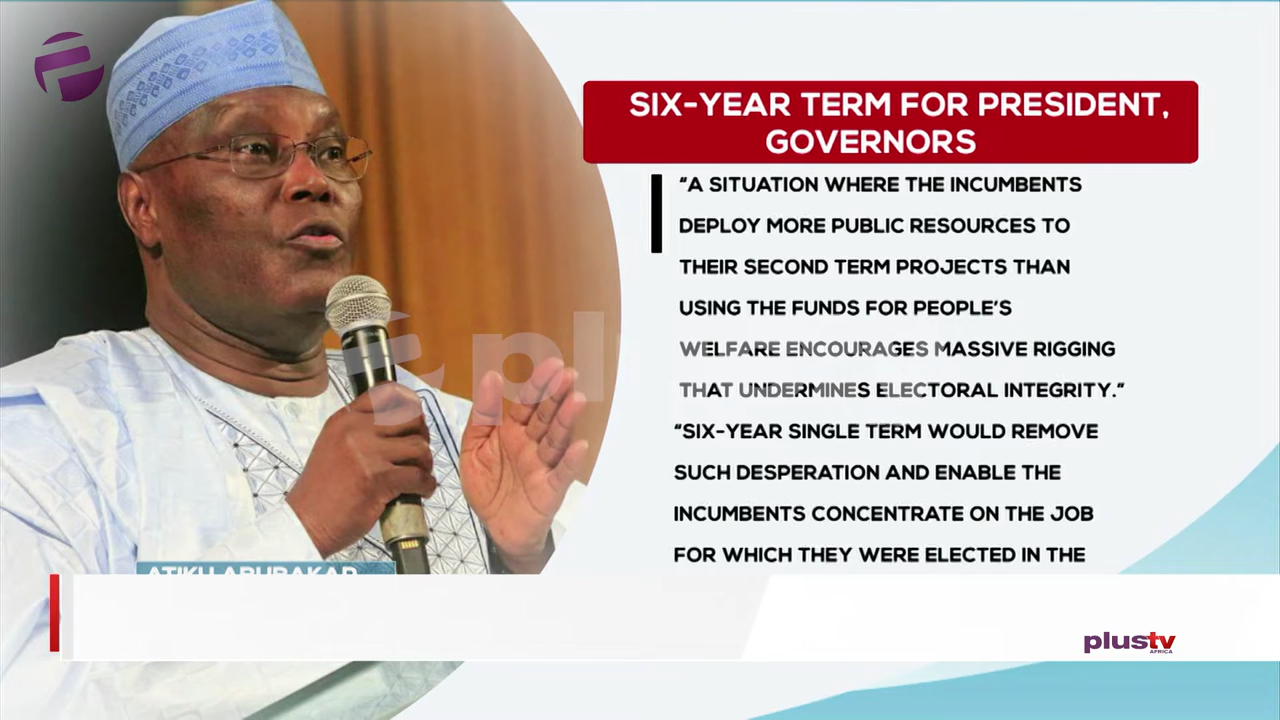 SIX-YEAR TERM FOR PRESIDENT,
GOVERNORS
“A SITUATION WHERE THE INCUMBENTS
DEPLOY MORE PUBLIC RESOURCES TO
THEIR SECOND TERM PROJECTS THAN
USING THE FUNDS FOR PEOPLE’S
WELFARE ENCOURAGES MASSIVE RIGGING
THAT UNDERMINES ELECTORAL INTEGRITY.”
“SIX-YEAR SINGLE TERM WOULD REMOVE
SUCH DESPERATION AND ENABLE THE
INCUMBENTS CONCENTRATE ON THE JOB
FOR WHICH THEY WERE ELECTED IN THE
ATIKU ABUBAKAR
plustv
AFRICA